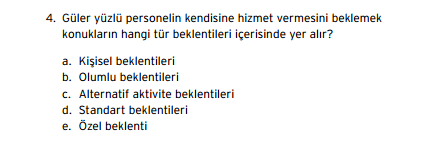 4. Güler yüzlü personelin kendisine hizmet vermesini beklemek
konukların hangi tür beklentileri içerisinde yer alır?
a. Kişisel beklentileri
b. Olumlu beklentileri
c. Alternatif aktivite beklentileri
d. Standart beklentileri
e. Özel beklenti